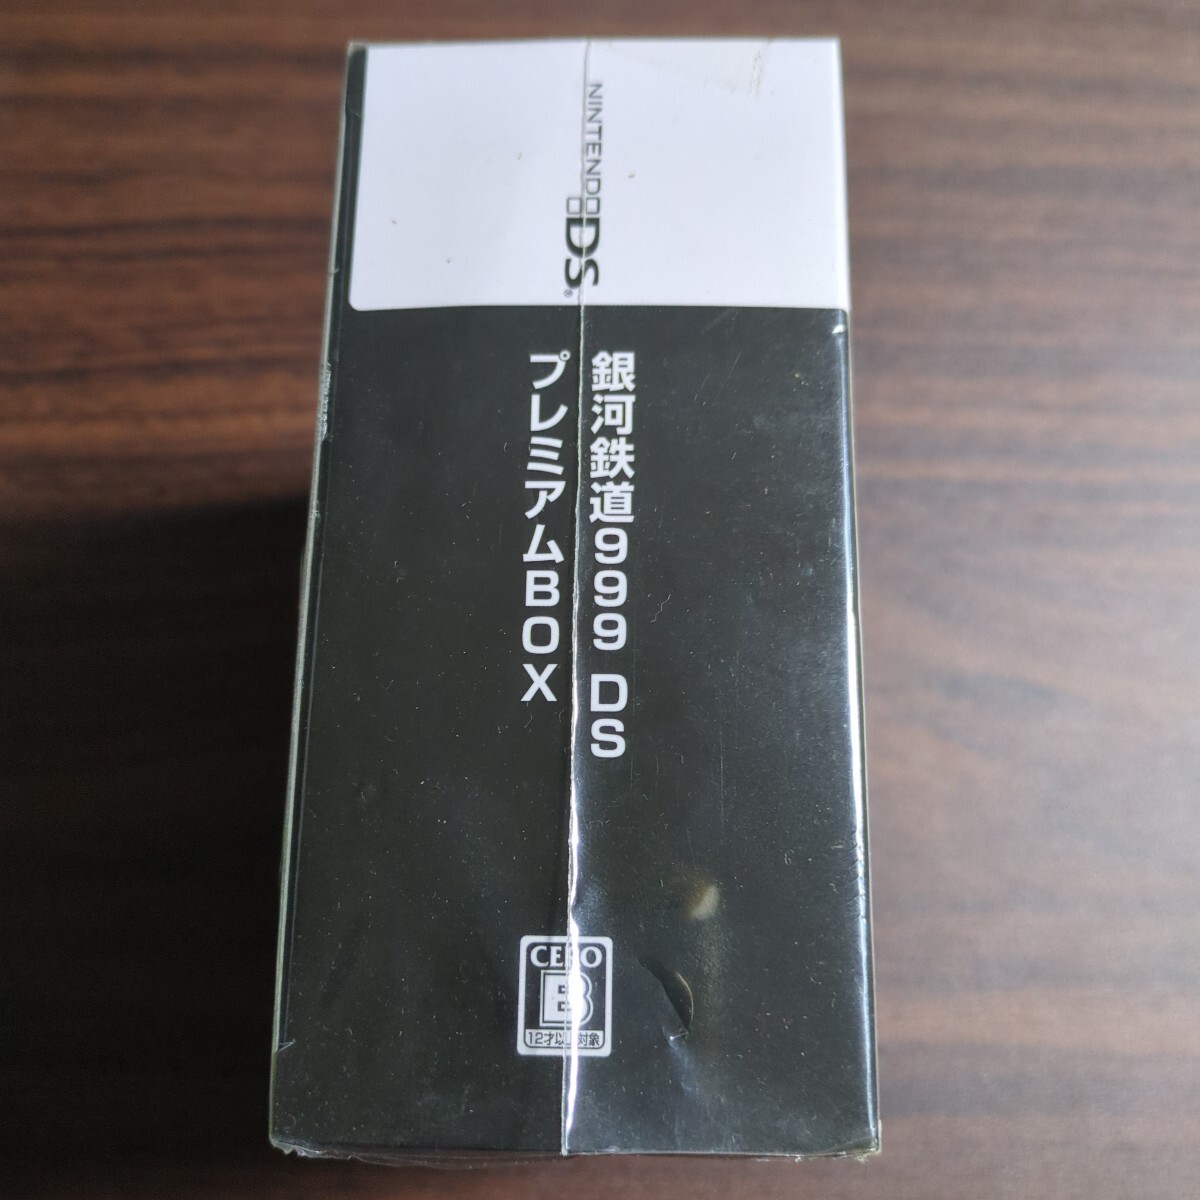 NINTENDO DS®
銀河鉄道999 DS
プレミアムBOX
CERO
B
12才以 対象